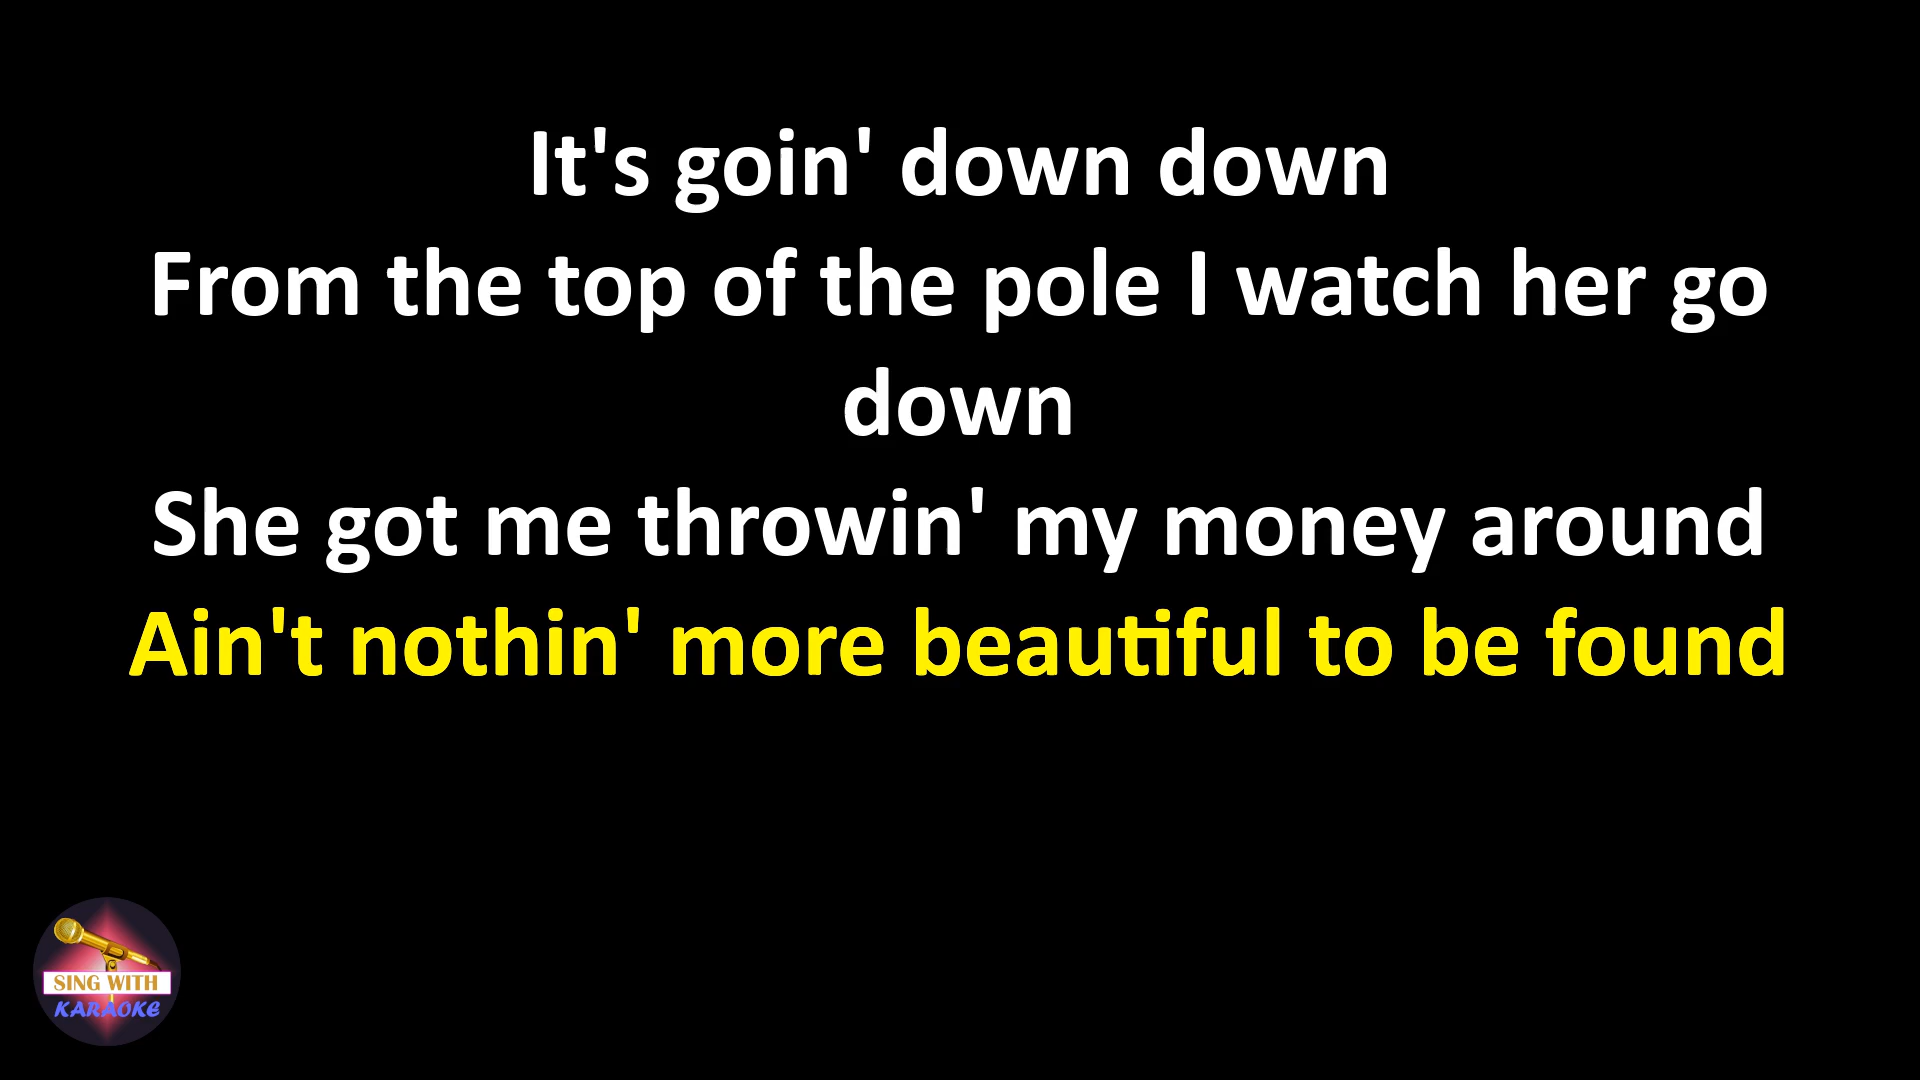 It's goin' down down
From the top of the pole I watch her go
down
She got me throwin' my money around
Ain't nothin' more beautiful to be found
SING WITH
KARAOKE